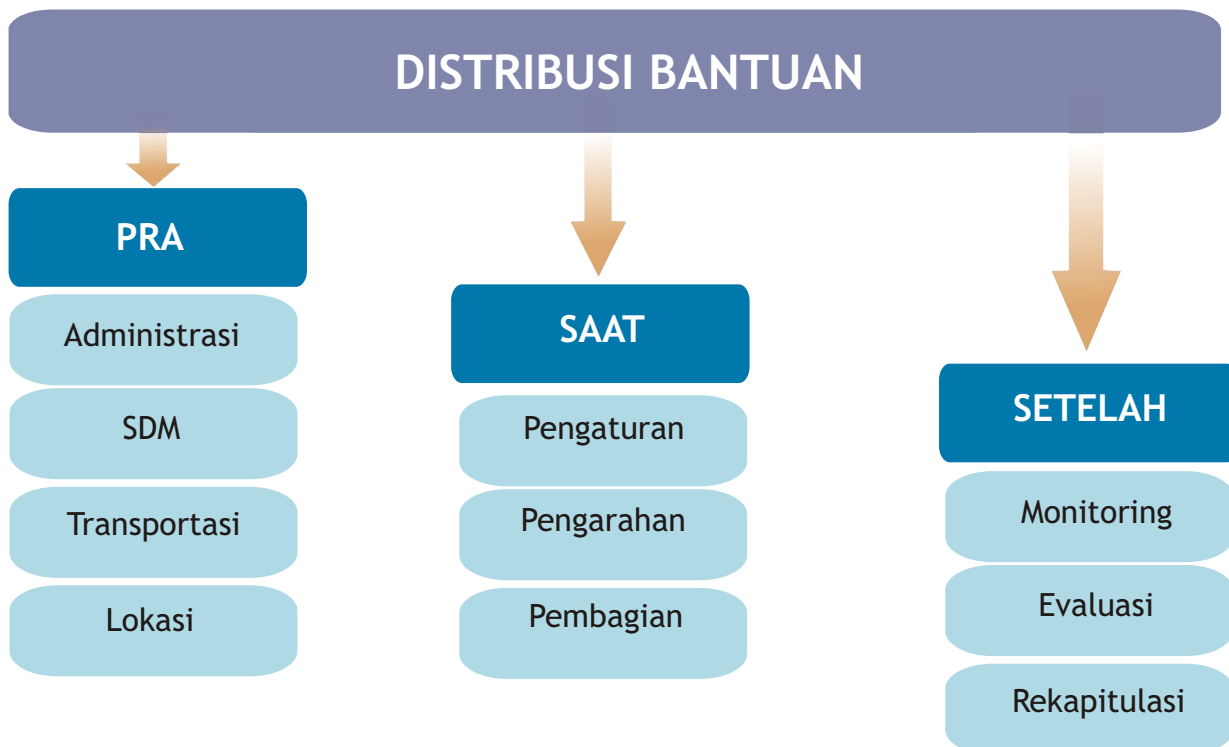 DISTRIBUSI BANTUAN
PRA
Administrasi
SDM
Transportasi
Lokasi
SAAT
Pengaturan
Pengarahan
Pembagian
SETELAH
Monitoring
Evaluasi
Rekapitulasi